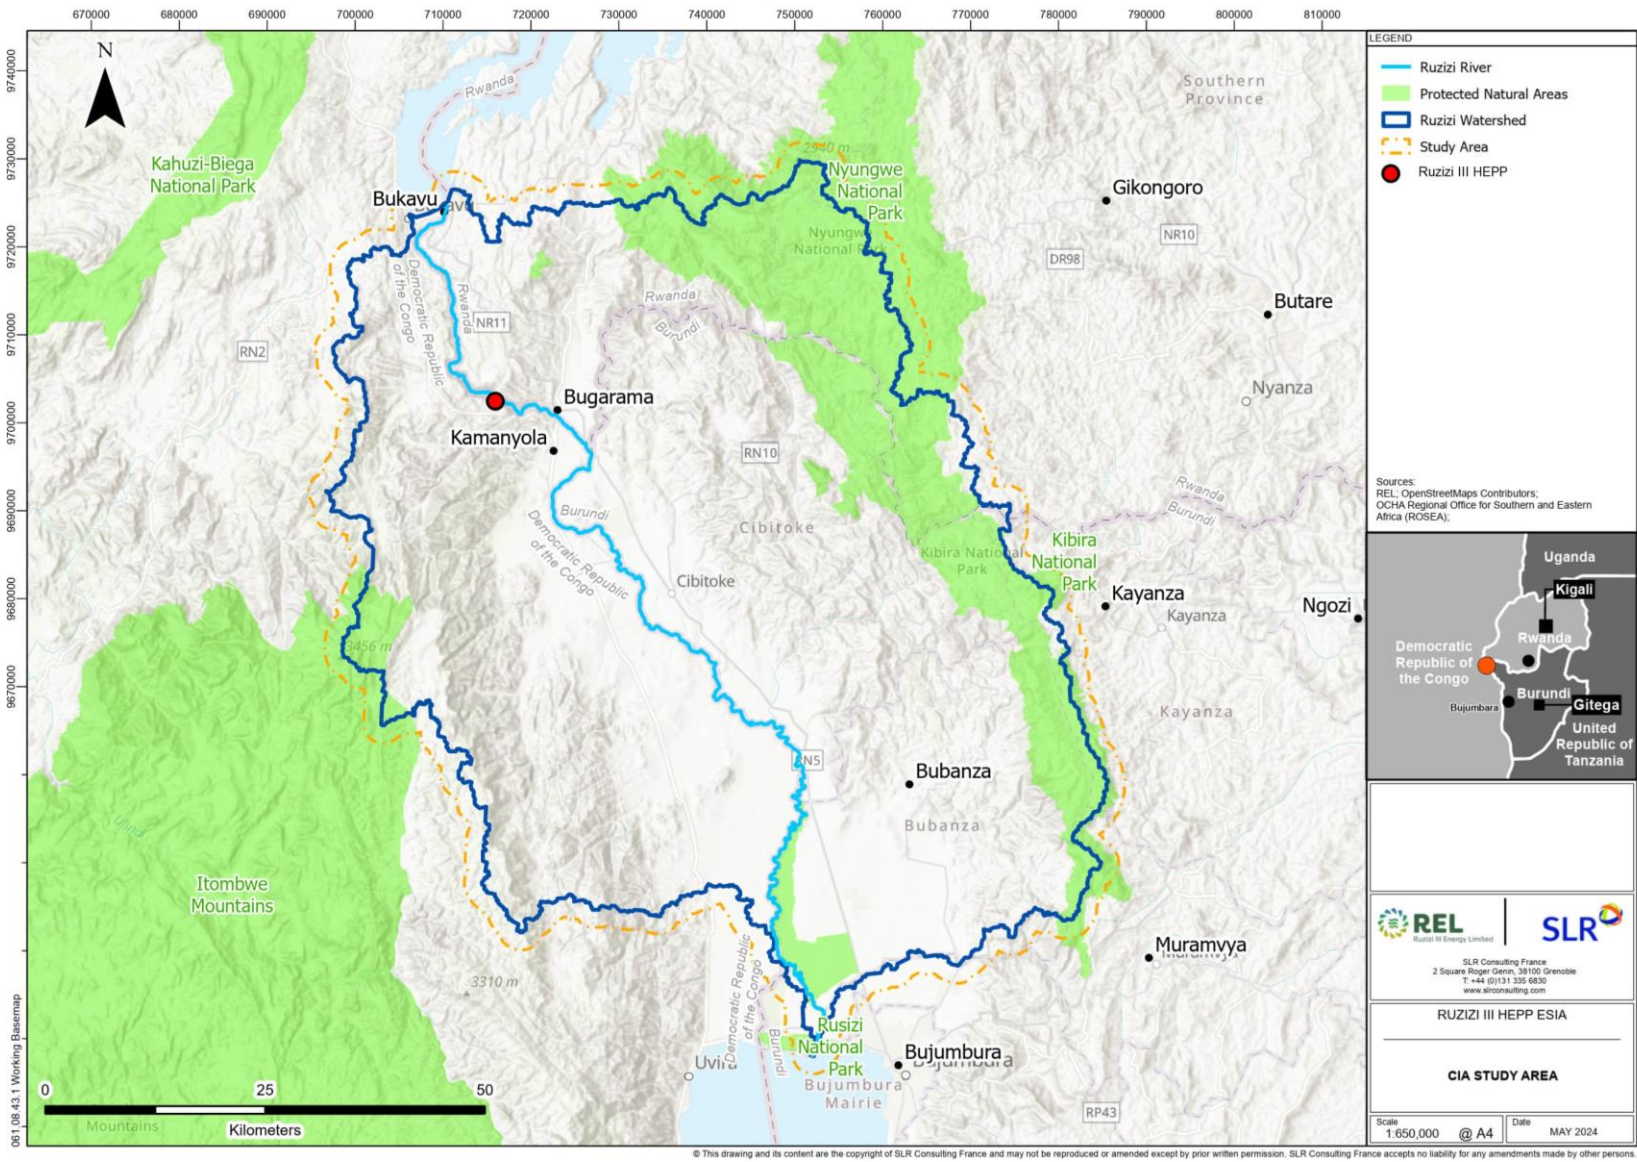 670000 680000 690000 700000 710000 720000 730000 740000 750000 760000 770000 780000 790000 800000 810000
9740000
9730000
9720000
9710000
9700000
9690000
9680000
9670000
N
Rwanda
Southern
Province
Kahuzi-Biega
National Park
2940 m
Nyungwe
National
Park
Bukavu
Gikongoro
NR10
Nyungwe
National Park
DR98
Democratic Republic
of the Congo
Rwanda
NR11
Rwanda
Burundi
Butare
RN2
Nyanza
Bugarama
Kamanyola
RN10
Rwanda
Burundi
Burundi
Democratic Republic
of the Congo
Cibitoke
Kibira National
Park
Kibira
National
Park
Cibitoke
Kayanza
Kayanza
Ngozi
3456 m
Kayanza
RN5
Bubanza
Bubanza
Ulindi
Itombwe
Mountains
Muramvya
3310 m
Democratic Republic
of the Congo
Burundi
Rusizi
National
Park
Uvira
Bujumbura
Bujumbura
Bujumbura
Mairie
RP43
Mountains
0 25 50
Kilometers
061.08.43.1 Working Basemap
LEGEND
Ruzizi River
Protected Natural Areas
Ruzizi Watershed
Study Area
Ruzizi III HEPP
Sources:
REL; OpenStreetMaps Contributors;
OCHA Regional Office for Southern and Eastern
Africa (ROSEA);
Uganda
Kigali
Rwanda
Democratic
Republic of
the Congo
Burundi
Bujumbara
Gitega
United
Republic of
Tanzania
REL
Ruzizi III Energy Limited
SLR
SLR Consulting France
2 Square Roger Genin, 38100 Grenoble
T: +44 (0)131 335 6830
www.slrconsulting.com
RUZIZI III HEPP ESIA
CIA STUDY AREA
Scale
1:650,000 @ A4
Date
MAY 2024
© This drawing and its content are the copyright of SLR Consulting France and may not be reproduced or amended except by prior written permission. SLR Consulting France accepts no liability for any amendments made by other persons.